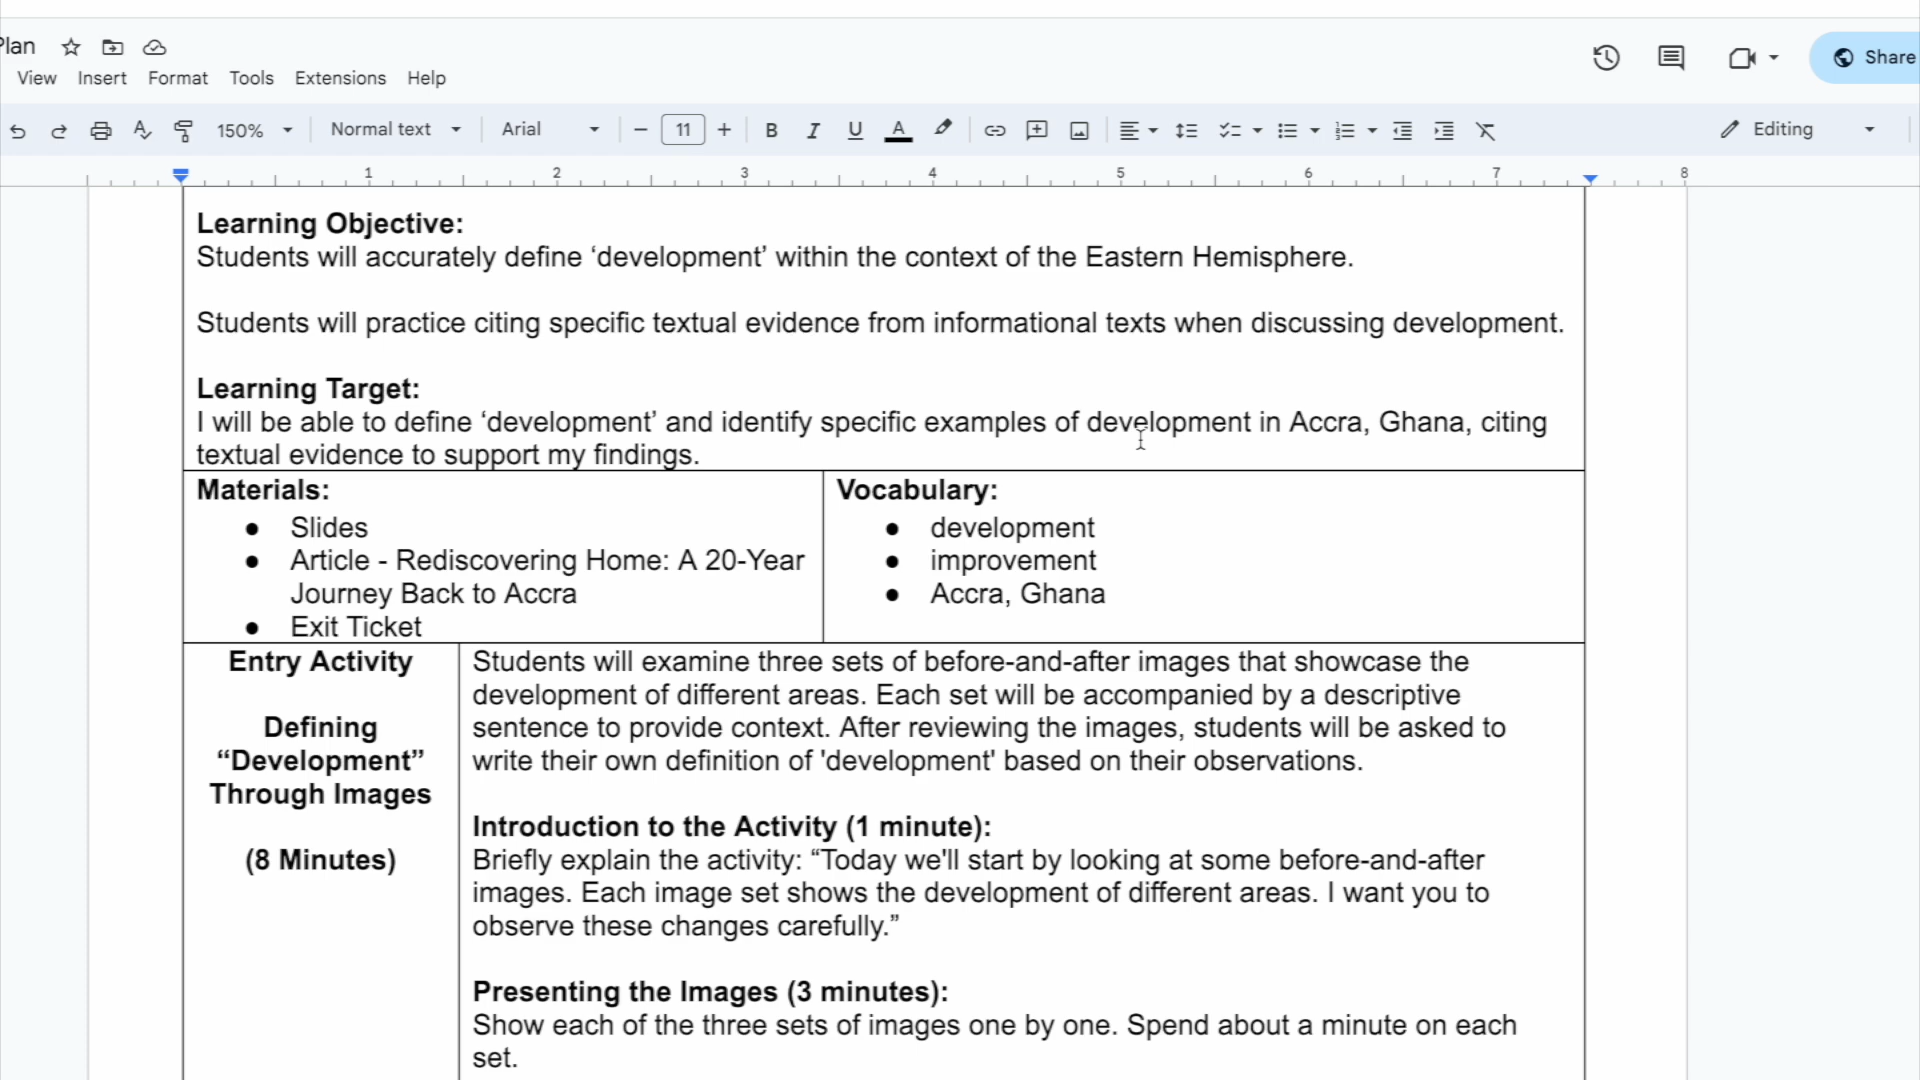 Plan
View Insert Format Tools Extensions Help
Share
150% Normal text Arial 11 B I U A Editing
1 2 3 4 5 6 7 8
Learning Objective:
Students will accurately define ‘development’ within the context of the Eastern Hemisphere.
Students will practice citing specific textual evidence from informational texts when discussing development.
Learning Target:
I will be able to define ‘development’ and identify specific examples of development in Accra, Ghana, citing
textual evidence to support my findings.
Materials:
● Slides
● Article - Rediscovering Home: A 20-Year
Journey Back to Accra
● Exit Ticket
Vocabulary:
● development
● improvement
● Accra, Ghana
Entry Activity
Defining
“Development”
Through Images
(8 Minutes)
Students will examine three sets of before-and-after images that showcase the
development of different areas. Each set will be accompanied by a descriptive
sentence to provide context. After reviewing the images, students will be asked to
write their own definition of 'development' based on their observations.
Introduction to the Activity (1 minute):
Briefly explain the activity: “Today we'll start by looking at some before-and-after
images. Each image set shows the development of different areas. I want you to
observe these changes carefully.”
Presenting the Images (3 minutes):
Show each of the three sets of images one by one. Spend about a minute on each
set.